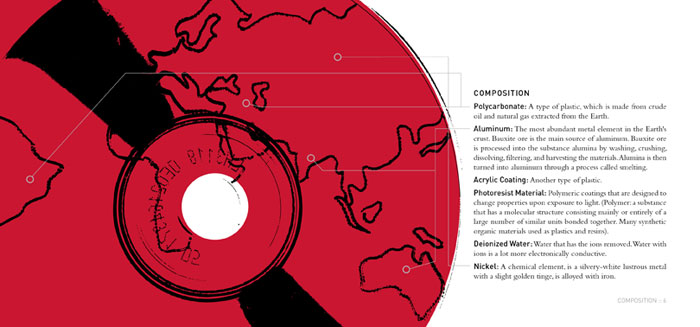 COMPOSITION
Polycarbonate: A type of plastic, which is made from crude
oil and natural gas extracted from the Earth.
Aluminum: The most abundant metal element in the Earth's
crust. Bauxite ore is the main source of aluminum. Bauxite ore
is processed into the substance alumina by washing, crushing,
dissolving, filtering, and harvesting the materials. Alumina is then
turned into aluminum through a process called smelting.
Acrylic Coating: Another type of plastic.
Photoresist Material: Polymeric coatings that are designed to
change properties upon exposure to light. (Polymer: a substance
that has a molecular structure consisting mainly or entirely of a
large number of similar units bonded together. Many synthetic
organic materials used as plastics and resins).
Deionized Water: Water that has the ions removed. Water with
ions is a lot more electronically conductive.
Nickel: A chemical element, is a silvery-white lustrous metal
with a slight golden tinge, is alloyed with iron.